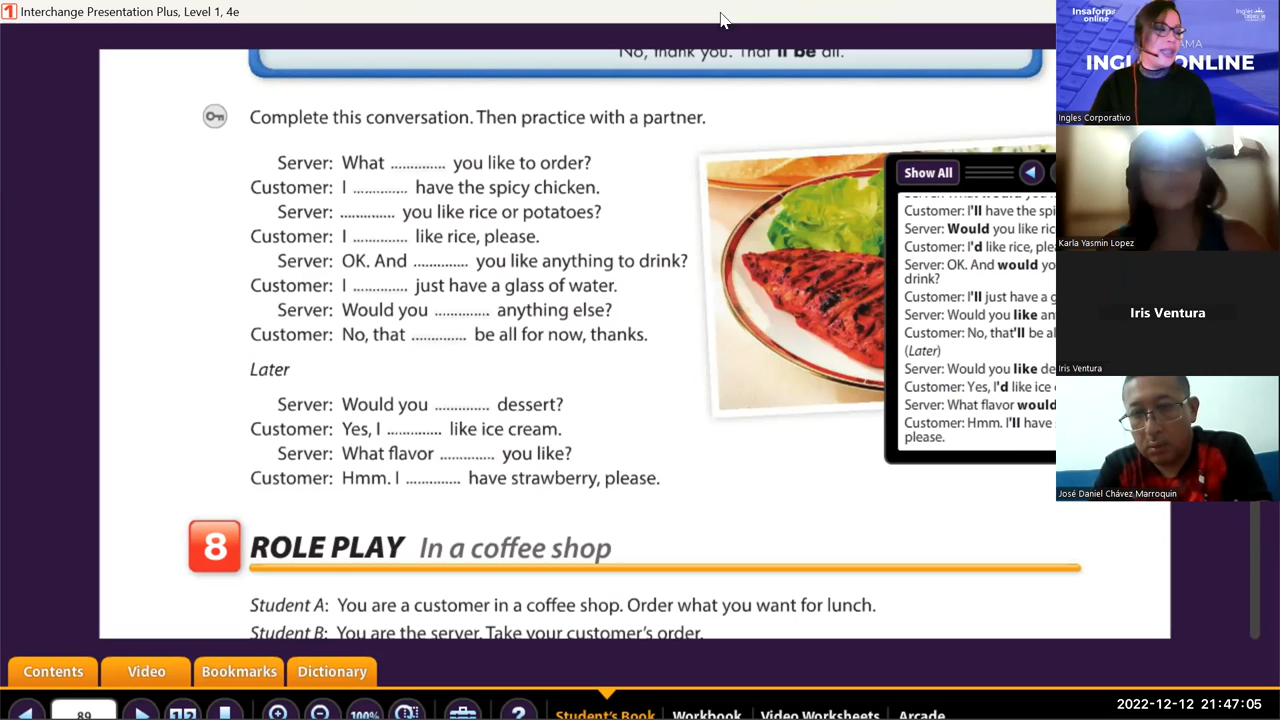 Interchange Presentation Plus, Level 1, 4e
No, thank you. That 'll be all.
Complete this conversation. Then practice with a partner.
Server: What .............. you like to order?
Customer: I ............. have the spicy chicken.
Server: .............. you like rice or potatoes?
Customer: I ............. like rice, please.
Server: OK. And .............. you like anything to drink?
Customer: I ............. just have a glass of water.
Server: Would you .............. anything else?
Customer: No, that .............. be all for now, thanks.
Later
Server: Would you .............. dessert?
Customer: Yes, I .............. like ice cream.
Server: What flavor .............. you like?
Customer: Hmm. I .............. have strawberry, please.
Show All
Customer: I'll have the spi
Server: Would you like ric
Customer: I'd like rice, plea
Server: OK. And would yo
drink?
Customer: I'll just have a g
Server: Would you like an
Customer: No, that'll be al
(Later)
Server: Would you like de
Customer: Yes, I'd like ice
Server: What flavor would
Customer: Hmm. I'll have
please.
8 ROLE PLAY In a coffee shop
Student A: You are a customer in a coffee shop. Order what you want for lunch.
Student B: You are the server. Take your customer's order.
Contents
Video
Bookmarks
Dictionary
89
100%
?
Student's Book
Workbook
Video Worksheets
Arcade
Insaforp
online
ONLINE
Ingles Corporativo
Karla Yasmin Lopez
Iris Ventura
Iris Ventura
José Daniel Chávez Marroquin
2022-12-12 21:47:05